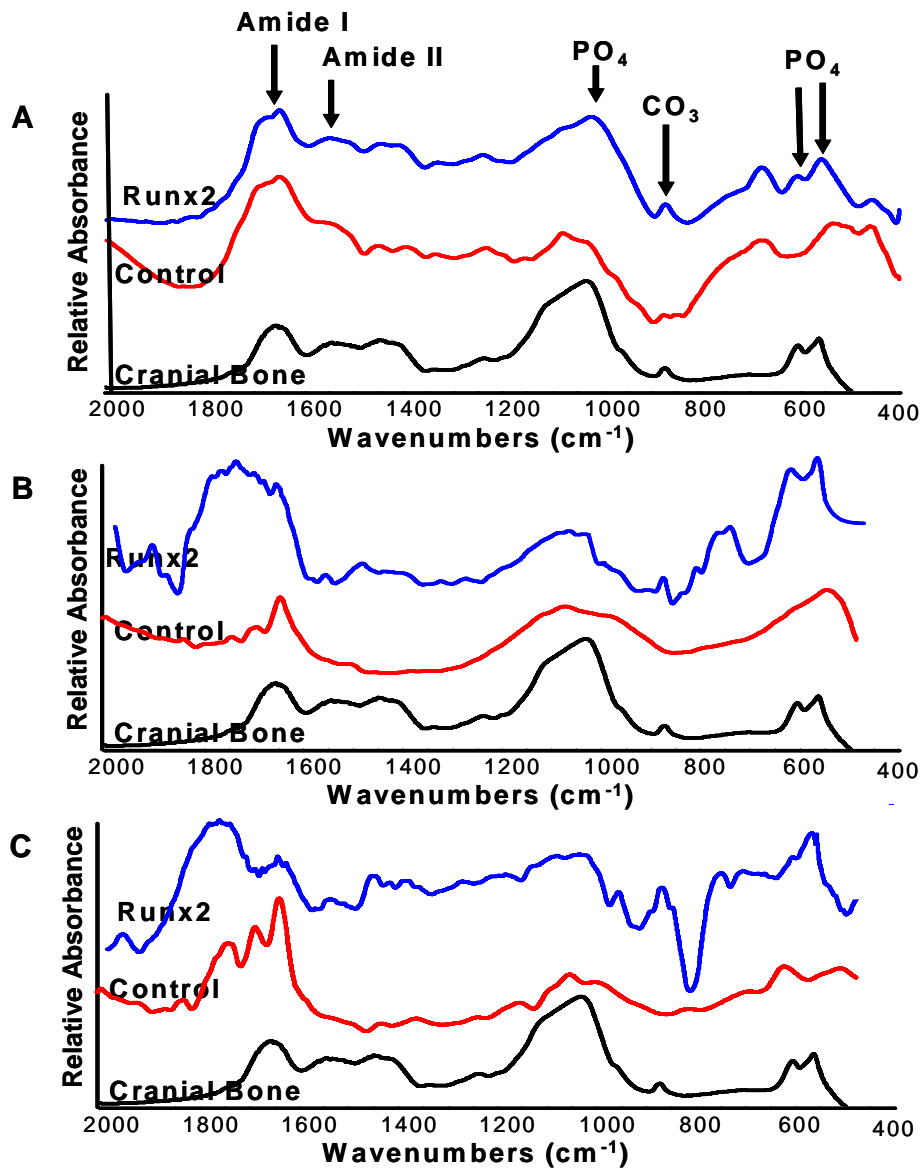 Amide I
Amide II
PO4
PO4
CO3
A
Runx2
Control
Cranial Bone
Relative Absorbance
2000 1800 1600 1400 1200 1000 800 600 400
Wavenumbers (cm-1)
B
Runx2
Control
Cranial Bone
Relative Absorbance
2000 1800 1600 1400 1200 1000 800 600 400
Wavenumbers (cm-1)
C
Runx2
Control
Cranial Bone
Relative Absorbance
2000 1800 1600 1400 1200 1000 800 600 400
Wavenumbers (cm-1)